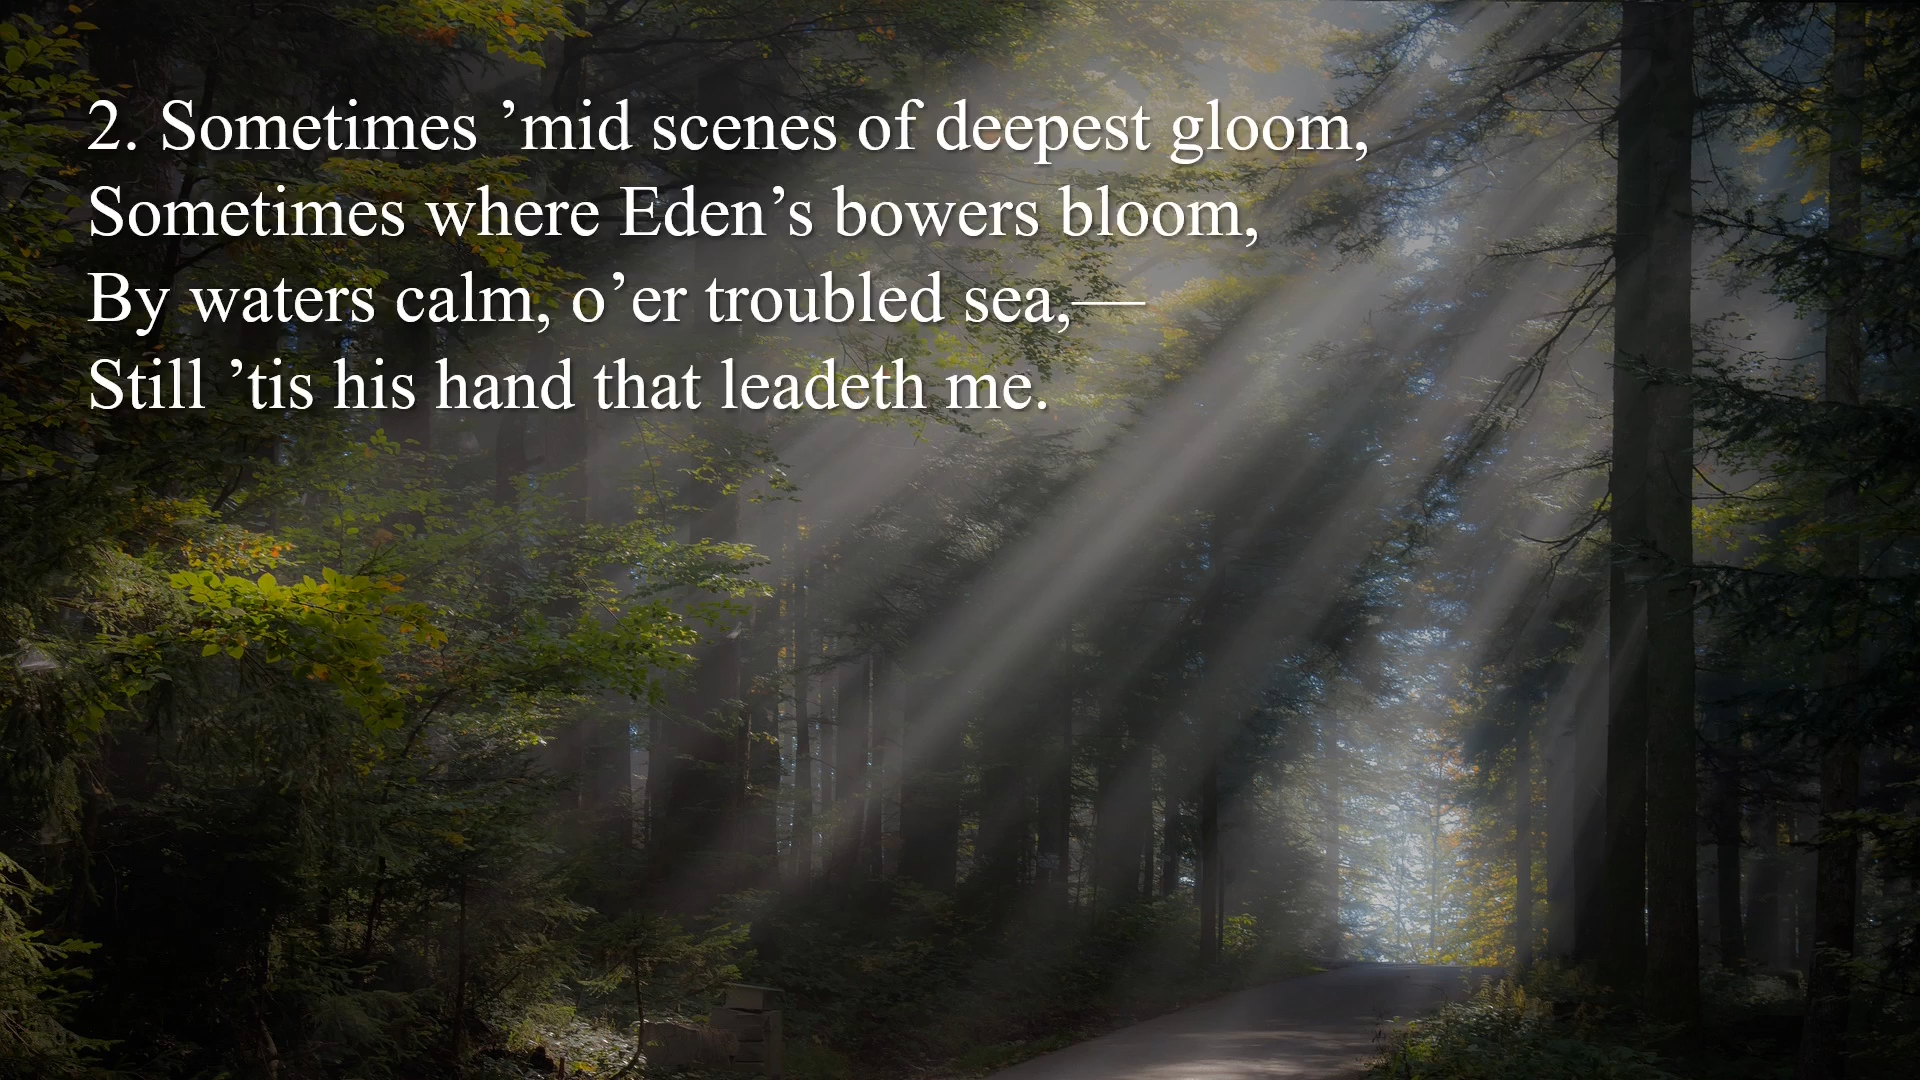 2. Sometimes ’mid scenes of deepest gloom,
Sometimes where Eden’s bowers bloom,
By waters calm, o’er troubled sea,—
Still ’tis his hand that leadeth me.